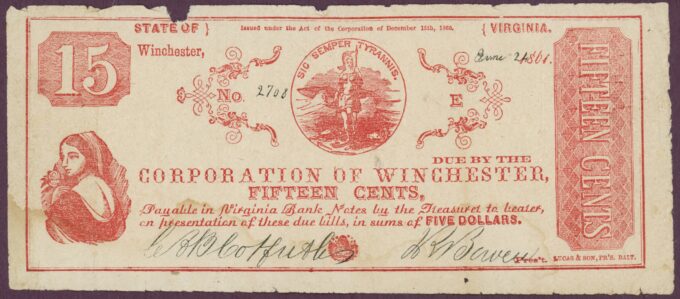 STATE OF } Issued under the Act of the Corporation of December 15th, 1860. { VIRGINIA.
15
Winchester,
June 1861.
SIC SEMPER TYRANNIS.
No. 2708
E
FIFTEEN CENTS
DUE BY THE
CORPORATION OF WINCHESTER,
FIFTEEN CENTS,
Payable in Virginia Bank Notes by the Treasurer to bearer,
on presentation of these due bills, in sums of FIVE DOLLARS.
Pres't.
LUCAS & SON, PR'S. BALT.